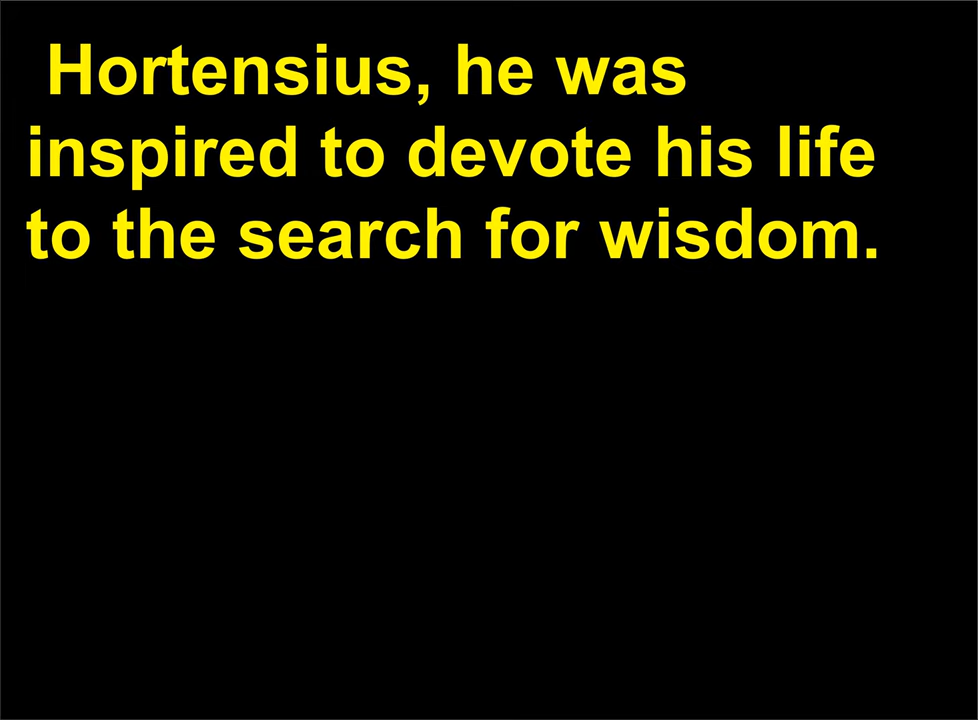 Hortensius, he was
inspired to devote his life
to the search for wisdom.